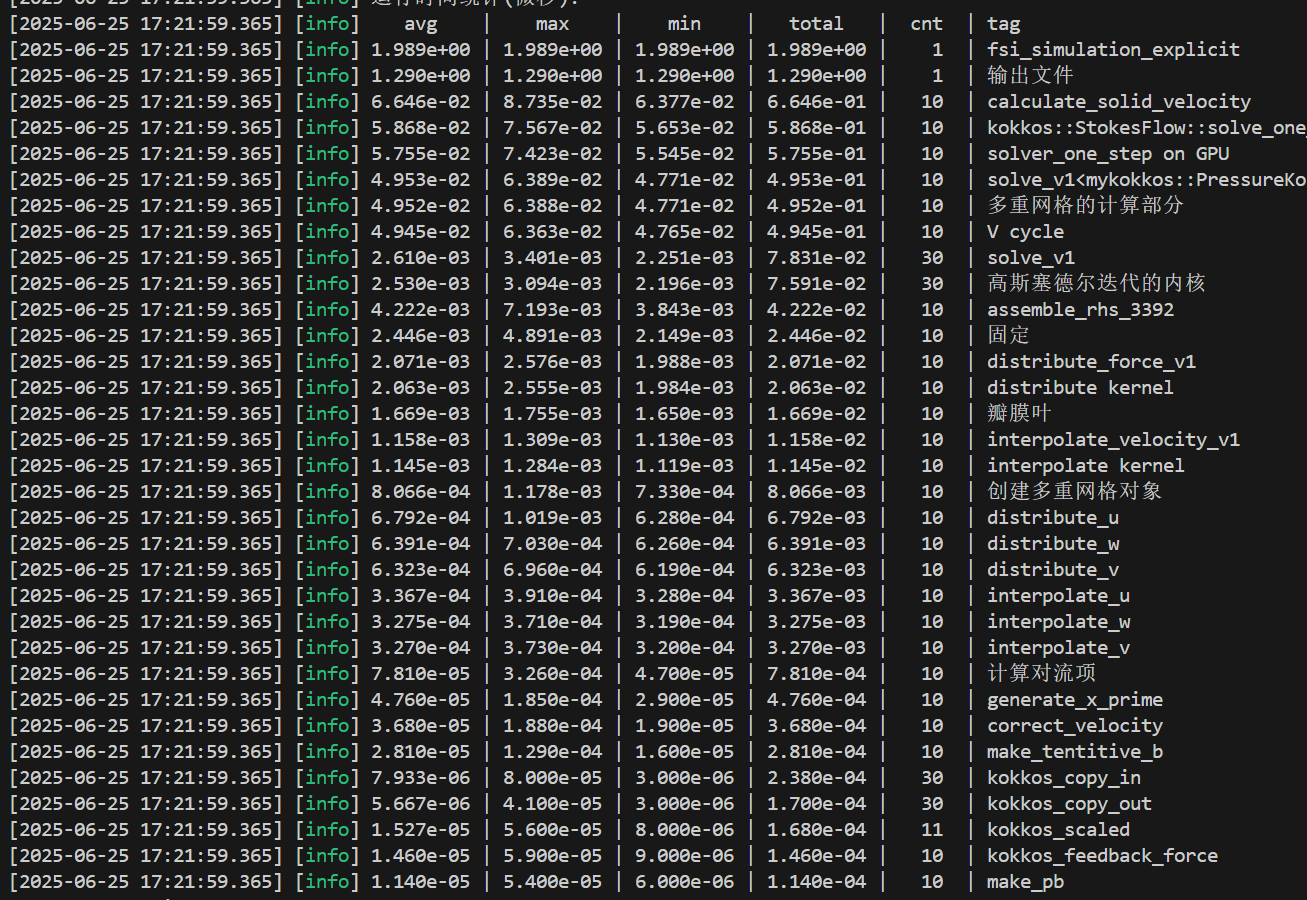 [2025-06-25 17:21:59.365] [info] 运行时间统计(微秒):
[2025-06-25 17:21:59.365] [info]    avg    |    max    |    min    |   total   |  cnt  | tag
[2025-06-25 17:21:59.365] [info] 1.989e+00 | 1.989e+00 | 1.989e+00 | 1.989e+00 |    1  | fsi_simulation_explicit
[2025-06-25 17:21:59.365] [info] 1.290e+00 | 1.290e+00 | 1.290e+00 | 1.290e+00 |    1  | 输出文件
[2025-06-25 17:21:59.365] [info] 6.646e-02 | 8.735e-02 | 6.377e-02 | 6.646e-01 |   10  | calculate_solid_velocity
[2025-06-25 17:21:59.365] [info] 5.868e-02 | 7.567e-02 | 5.653e-02 | 5.868e-01 |   10  | kokkos::StokesFlow::solve_one_
[2025-06-25 17:21:59.365] [info] 5.755e-02 | 7.423e-02 | 5.545e-02 | 5.755e-01 |   10  | solver_one_step on GPU
[2025-06-25 17:21:59.365] [info] 4.953e-02 | 6.389e-02 | 4.771e-02 | 4.953e-01 |   10  | solve_v1<mykokkos::PressureKo
[2025-06-25 17:21:59.365] [info] 4.952e-02 | 6.388e-02 | 4.771e-02 | 4.952e-01 |   10  | 多重网格的计算部分
[2025-06-25 17:21:59.365] [info] 4.945e-02 | 6.363e-02 | 4.765e-02 | 4.945e-01 |   10  | V cycle
[2025-06-25 17:21:59.365] [info] 2.610e-03 | 3.401e-03 | 2.251e-03 | 7.831e-02 |   30  | solve_v1
[2025-06-25 17:21:59.365] [info] 2.530e-03 | 3.094e-03 | 2.196e-03 | 7.591e-02 |   30  | 高斯塞德尔迭代的内核
[2025-06-25 17:21:59.365] [info] 4.222e-03 | 7.193e-03 | 3.843e-03 | 4.222e-02 |   10  | assemble_rhs_3392
[2025-06-25 17:21:59.365] [info] 2.446e-03 | 4.891e-03 | 2.149e-03 | 2.446e-02 |   10  | 固定
[2025-06-25 17:21:59.365] [info] 2.071e-03 | 2.576e-03 | 1.988e-03 | 2.071e-02 |   10  | distribute_force_v1
[2025-06-25 17:21:59.365] [info] 2.063e-03 | 2.555e-03 | 1.984e-03 | 2.063e-02 |   10  | distribute kernel
[2025-06-25 17:21:59.365] [info] 1.669e-03 | 1.755e-03 | 1.650e-03 | 1.669e-02 |   10  | 瓣膜叶
[2025-06-25 17:21:59.365] [info] 1.158e-03 | 1.309e-03 | 1.130e-03 | 1.158e-02 |   10  | interpolate_velocity_v1
[2025-06-25 17:21:59.365] [info] 1.145e-03 | 1.284e-03 | 1.119e-03 | 1.145e-02 |   10  | interpolate kernel
[2025-06-25 17:21:59.365] [info] 8.066e-04 | 1.178e-03 | 7.330e-04 | 8.066e-03 |   10  | 创建多重网格对象
[2025-06-25 17:21:59.365] [info] 6.792e-04 | 1.019e-03 | 6.280e-04 | 6.792e-03 |   10  | distribute_u
[2025-06-25 17:21:59.365] [info] 6.391e-04 | 7.030e-04 | 6.260e-04 | 6.391e-03 |   10  | distribute_w
[2025-06-25 17:21:59.365] [info] 6.323e-04 | 6.960e-04 | 6.190e-04 | 6.323e-03 |   10  | distribute_v
[2025-06-25 17:21:59.365] [info] 3.367e-04 | 3.910e-04 | 3.280e-04 | 3.367e-03 |   10  | interpolate_u
[2025-06-25 17:21:59.365] [info] 3.275e-04 | 3.710e-04 | 3.190e-04 | 3.275e-03 |   10  | interpolate_w
[2025-06-25 17:21:59.365] [info] 3.270e-04 | 3.730e-04 | 3.200e-04 | 3.270e-03 |   10  | interpolate_v
[2025-06-25 17:21:59.365] [info] 7.810e-05 | 3.260e-04 | 4.700e-05 | 7.810e-04 |   10  | 计算对流项
[2025-06-25 17:21:59.365] [info] 4.760e-05 | 1.850e-04 | 2.900e-05 | 4.760e-04 |   10  | generate_x_prime
[2025-06-25 17:21:59.365] [info] 3.680e-05 | 1.880e-04 | 1.900e-05 | 3.680e-04 |   10  | correct_velocity
[2025-06-25 17:21:59.365] [info] 2.810e-05 | 1.290e-04 | 1.600e-05 | 2.810e-04 |   10  | make_tentitive_b
[2025-06-25 17:21:59.365] [info] 7.933e-06 | 8.000e-05 | 3.000e-06 | 2.380e-04 |   30  | kokkos_copy_in
[2025-06-25 17:21:59.365] [info] 5.667e-06 | 4.100e-05 | 3.000e-06 | 1.700e-04 |   30  | kokkos_copy_out
[2025-06-25 17:21:59.365] [info] 1.527e-05 | 5.600e-05 | 8.000e-06 | 1.680e-04 |   11  | kokkos_scaled
[2025-06-25 17:21:59.365] [info] 1.460e-05 | 5.900e-05 | 9.000e-06 | 1.460e-04 |   10  | kokkos_feedback_force
[2025-06-25 17:21:59.365] [info] 1.140e-05 | 5.400e-05 | 6.000e-06 | 1.140e-04 |   10  | make_pb